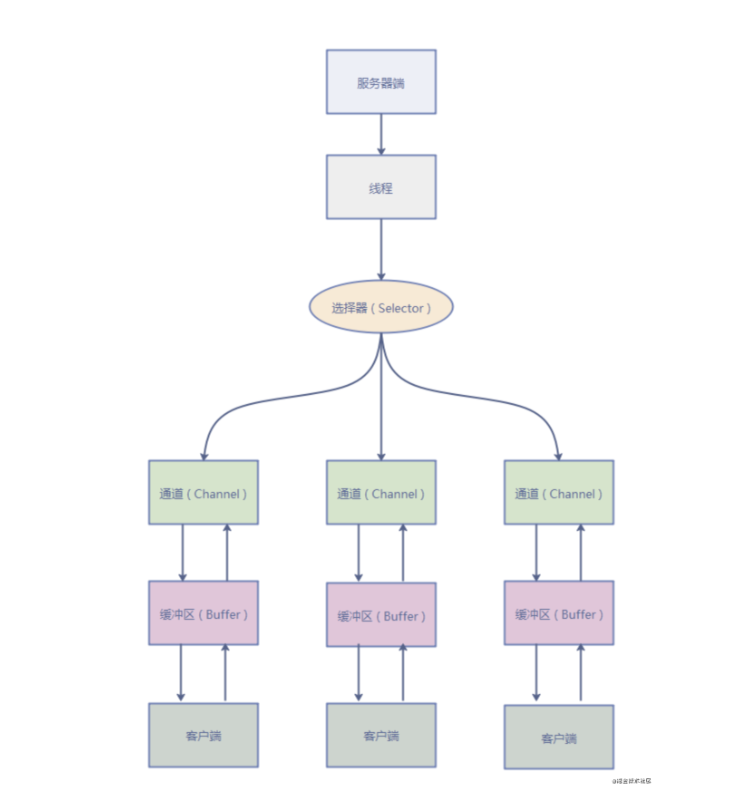 服务器端
线程
选择器 ( Selector )
通道 ( Channel )
通道 ( Channel )
通道 ( Channel )
缓冲区 ( Buffer )
缓冲区 ( Buffer )
缓冲区 ( Buffer )
客户端
客户端
客户端
@稀土掘金技术社区